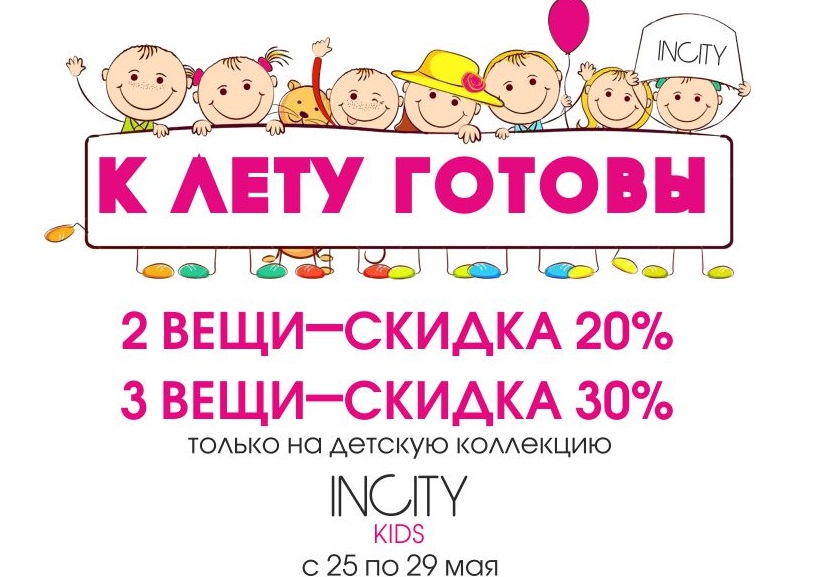 INCITY
К ЛЕТУ ГОТОВЫ
2 ВЕЩИ—СКИДКА 20%
3 ВЕЩИ—СКИДКА 30%
только на детскую коллекцию
INCITY
KIDS
с 25 по 29 мая